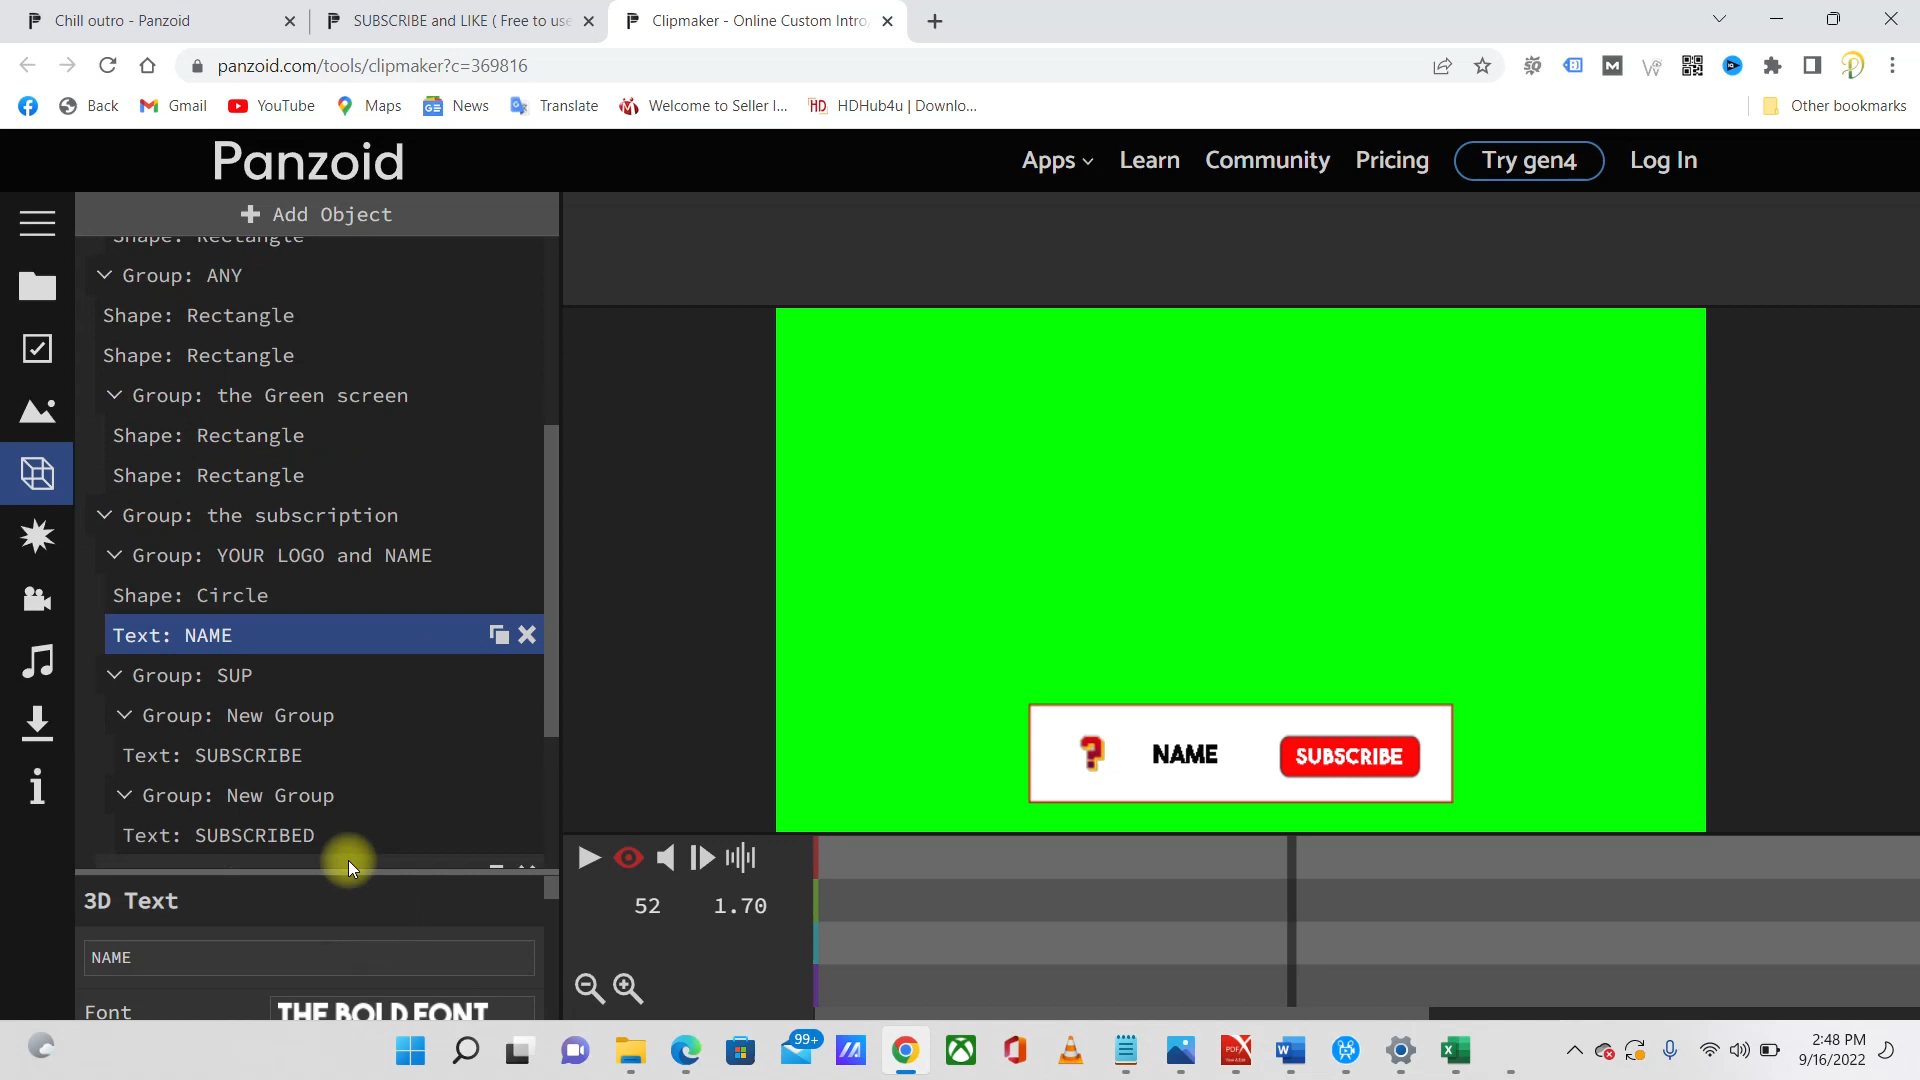 Chill outro - Panzoid
SUBSCRIBE and LIKE ( Free to use
Clipmaker - Online Custom Intro
panzoid.com/tools/clipmaker?c=369816
Back
Gmail
YouTube
Maps
News
Translate
Welcome to Seller I...
HD HDHub4u | Downlo...
Other bookmarks
Panzoid
Apps
Learn
Community
Pricing
Try gen4
Log In
Add Object
Shape: Rectangle
Group: ANY
Shape: Rectangle
Shape: Rectangle
Group: the Green screen
Shape: Rectangle
Shape: Rectangle
Group: the subscription
Group: YOUR LOGO and NAME
Shape: Circle
Text: NAME
Group: SUP
Group: New Group
Text: SUBSCRIBE
Group: New Group
Text: SUBSCRIBED
3D Text
NAME
Font
THE BOLD FONT
? NAME SUBSCRIBE
52 1.70
99+
2:48 PM
9/16/2022